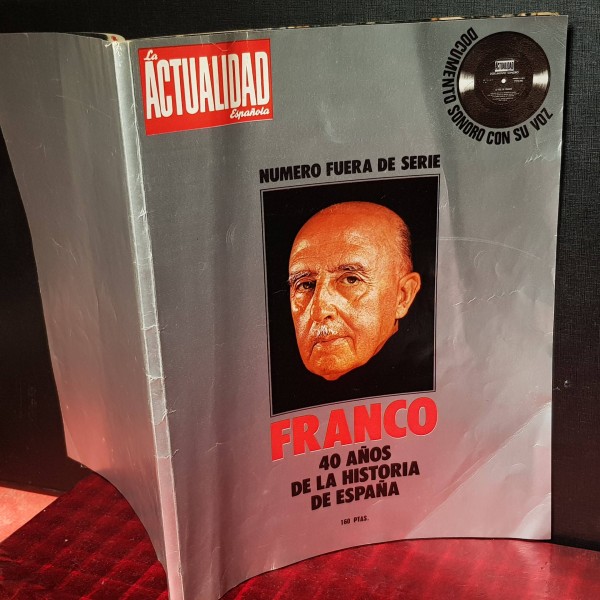 La
ACTUALIDAD
Española
DOCUMENTO SONORO CON SU VOZ
ACTUALIDAD
NUMERO FUERA DE SERIE
FRANCO
40 AÑOS
DE LA HISTORIA
DE ESPAÑA
160 PTAS.